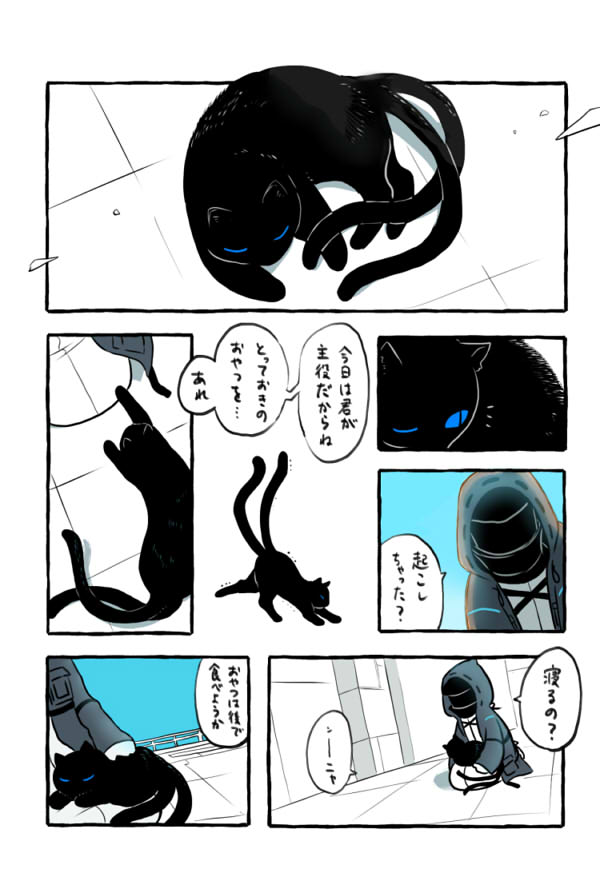 起こし
ちゃった？
今日は君が
主役だからね
とっておきの
おやつを…
あれ
寝るの？
ンーニャ
おやつは後で
食べようか